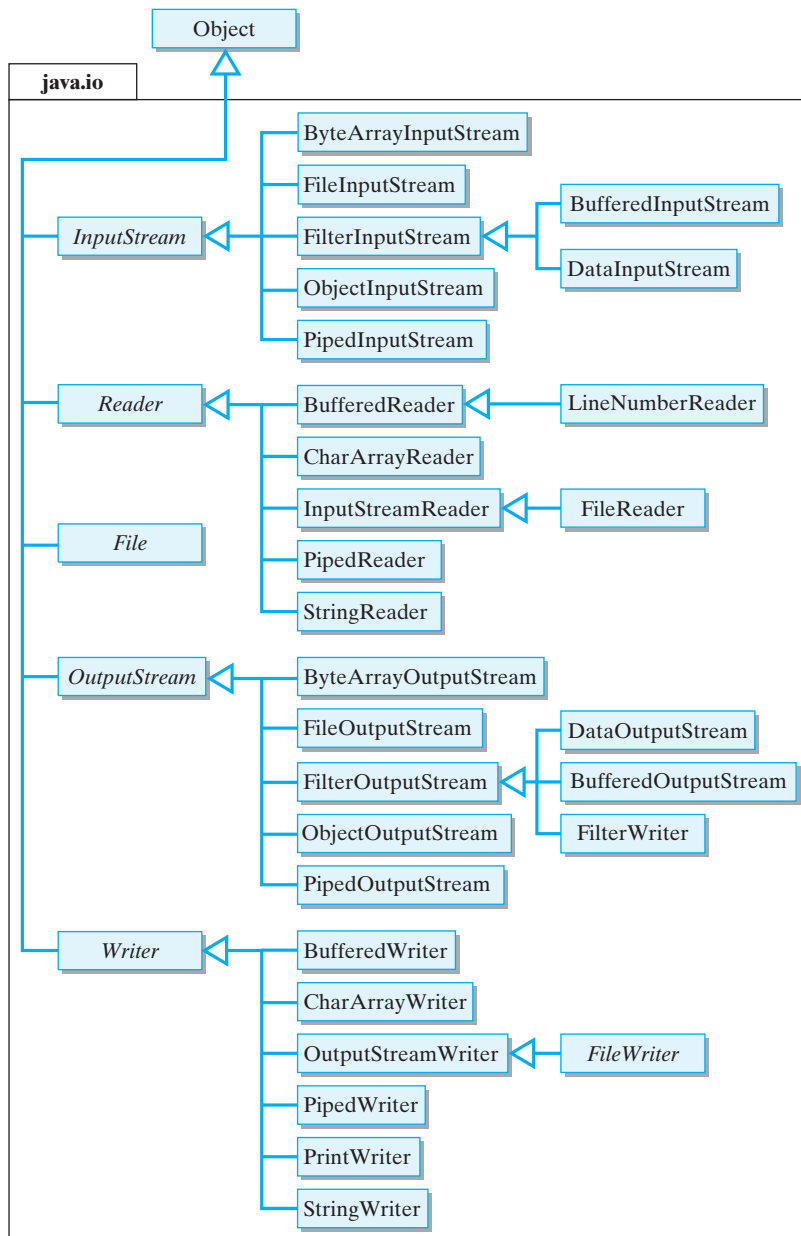 Object
java.io
ByteArrayInputStream
FileInputStream
BufferedInputStream
InputStream
FilterInputStream
DataInputStream
ObjectInputStream
PipedInputStream
Reader
BufferedReader
LineNumberReader
CharArrayReader
InputStreamReader
FileReader
File
PipedReader
StringReader
OutputStream
ByteArrayOutputStream
FileOutputStream
DataOutputStream
FilterOutputStream
BufferedOutputStream
ObjectOutputStream
FilterWriter
PipedOutputStream
Writer
BufferedWriter
CharArrayWriter
OutputStreamWriter
FileWriter
PipedWriter
PrintWriter
StringWriter